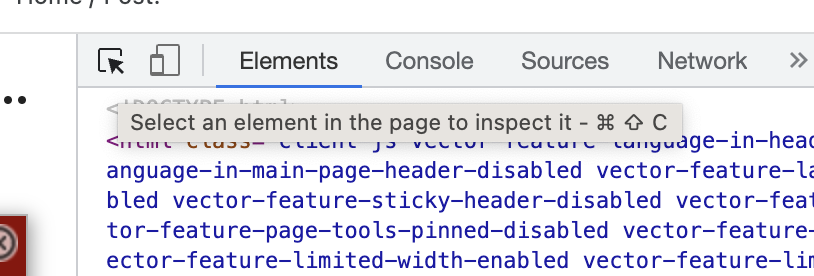 Home / Post:
Elements Console Sources Network »
<!DOCTYPE html>
Select an element in the page to inspect it - ⌘ ⇧ C
<html class="client-js vector-feature-language-in-head
anguage-in-main-page-header-disabled vector-feature-la
bled vector-feature-sticky-header-disabled vector-feat
tor-feature-page-tools-pinned-disabled vector-feature-
ector-feature-limited-width-enabled vector-feature-lim